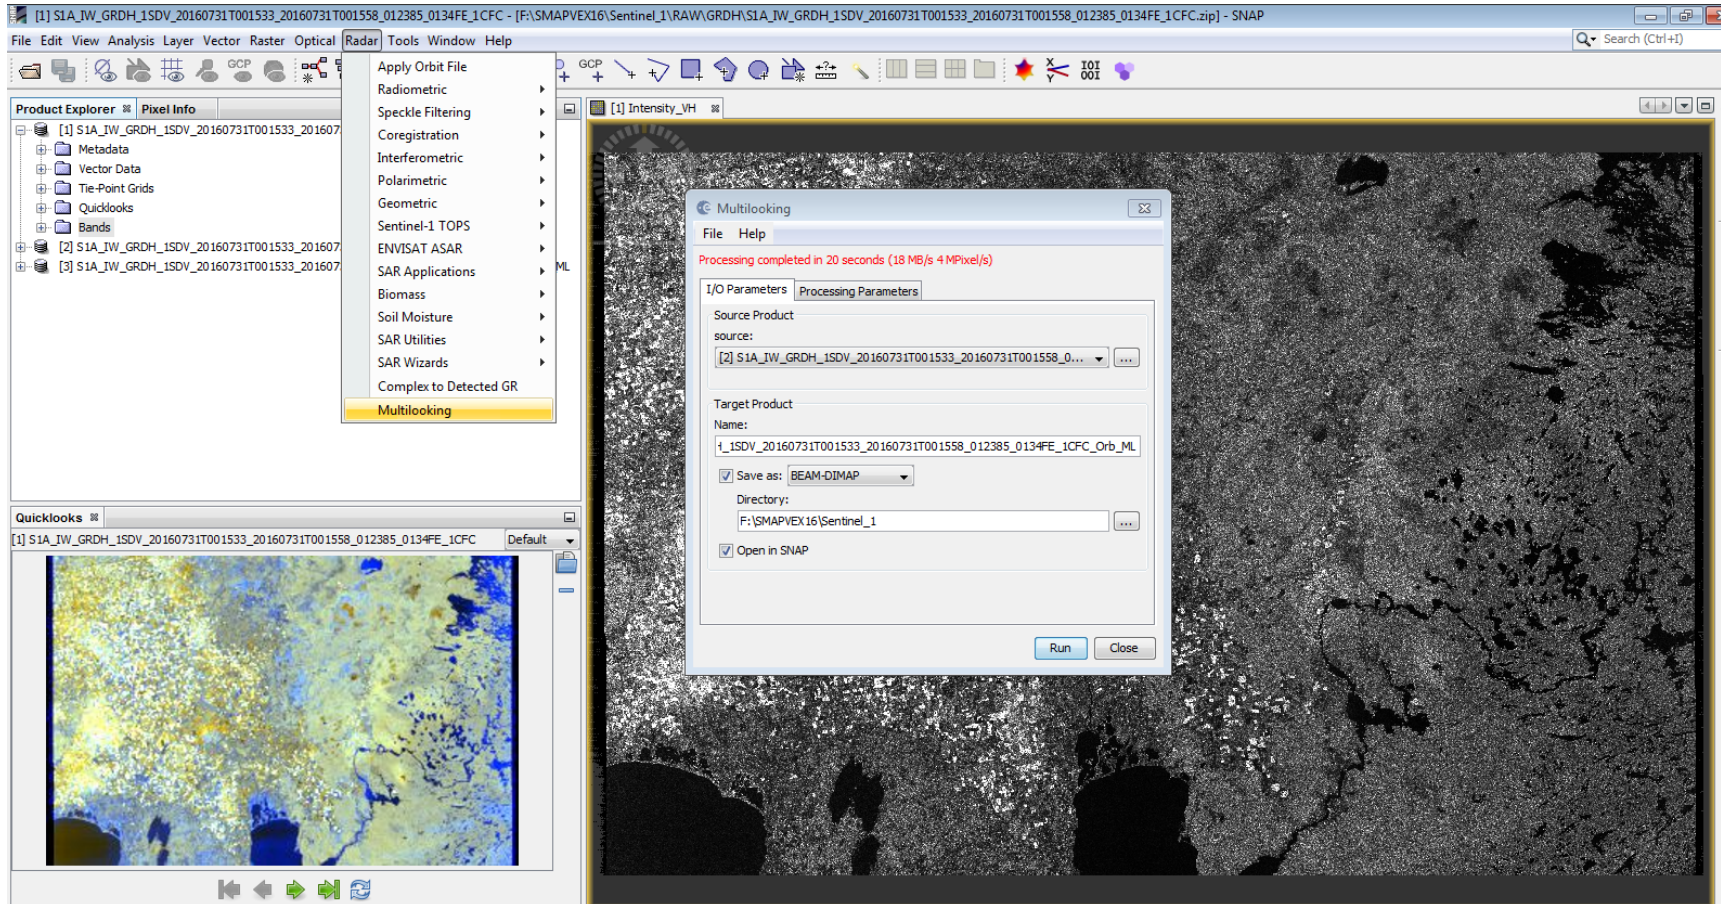 [1] S1A_IW_GRDH_1SDV_20160731T001533_20160731T001558_012385_0134FE_1CFC - [F:\SMAPVEX16\Sentinel_1\RAW\GRDH\S1A_IW_GRDH_1SDV_20160731T001533_20160731T001558_012385_0134FE_1CFC.zip] - SNAP
File Edit View Analysis Layer Vector Raster Optical Radar Tools Window Help
Search (Ctrl+I)
GCP
GCP
Product Explorer
Pixel Info
[1] S1A_IW_GRDH_1SDV_20160731T001533_201607
Metadata
Vector Data
Tie-Point Grids
Quicklooks
Bands
[2] S1A_IW_GRDH_1SDV_20160731T001533_201607
[3] S1A_IW_GRDH_1SDV_20160731T001533_201607
ML
Apply Orbit File
Radiometric
Speckle Filtering
Coregistration
Interferometric
Polarimetric
Geometric
Sentinel-1 TOPS
ENVISAT ASAR
SAR Applications
Biomass
Soil Moisture
SAR Utilities
SAR Wizards
Complex to Detected GR
Multilooking
[1] Intensity_VH
Multilooking
File Help
Processing completed in 20 seconds (18 MB/s 4 MPixel/s)
I/O Parameters
Processing Parameters
Source Product
source:
[2] S1A_IW_GRDH_1SDV_20160731T001533_20160731T001558_0...
...
Target Product
Name:
_1SDV_20160731T001533_20160731T001558_012385_0134FE_1CFC_Orb_ML
Save as: BEAM-DIMAP
Directory:
F:\SMAPVEX16\Sentinel_1
...
Open in SNAP
Run
Close
Quicklooks
[1] S1A_IW_GRDH_1SDV_20160731T001533_20160731T001558_012385_0134FE_1CFC
Default